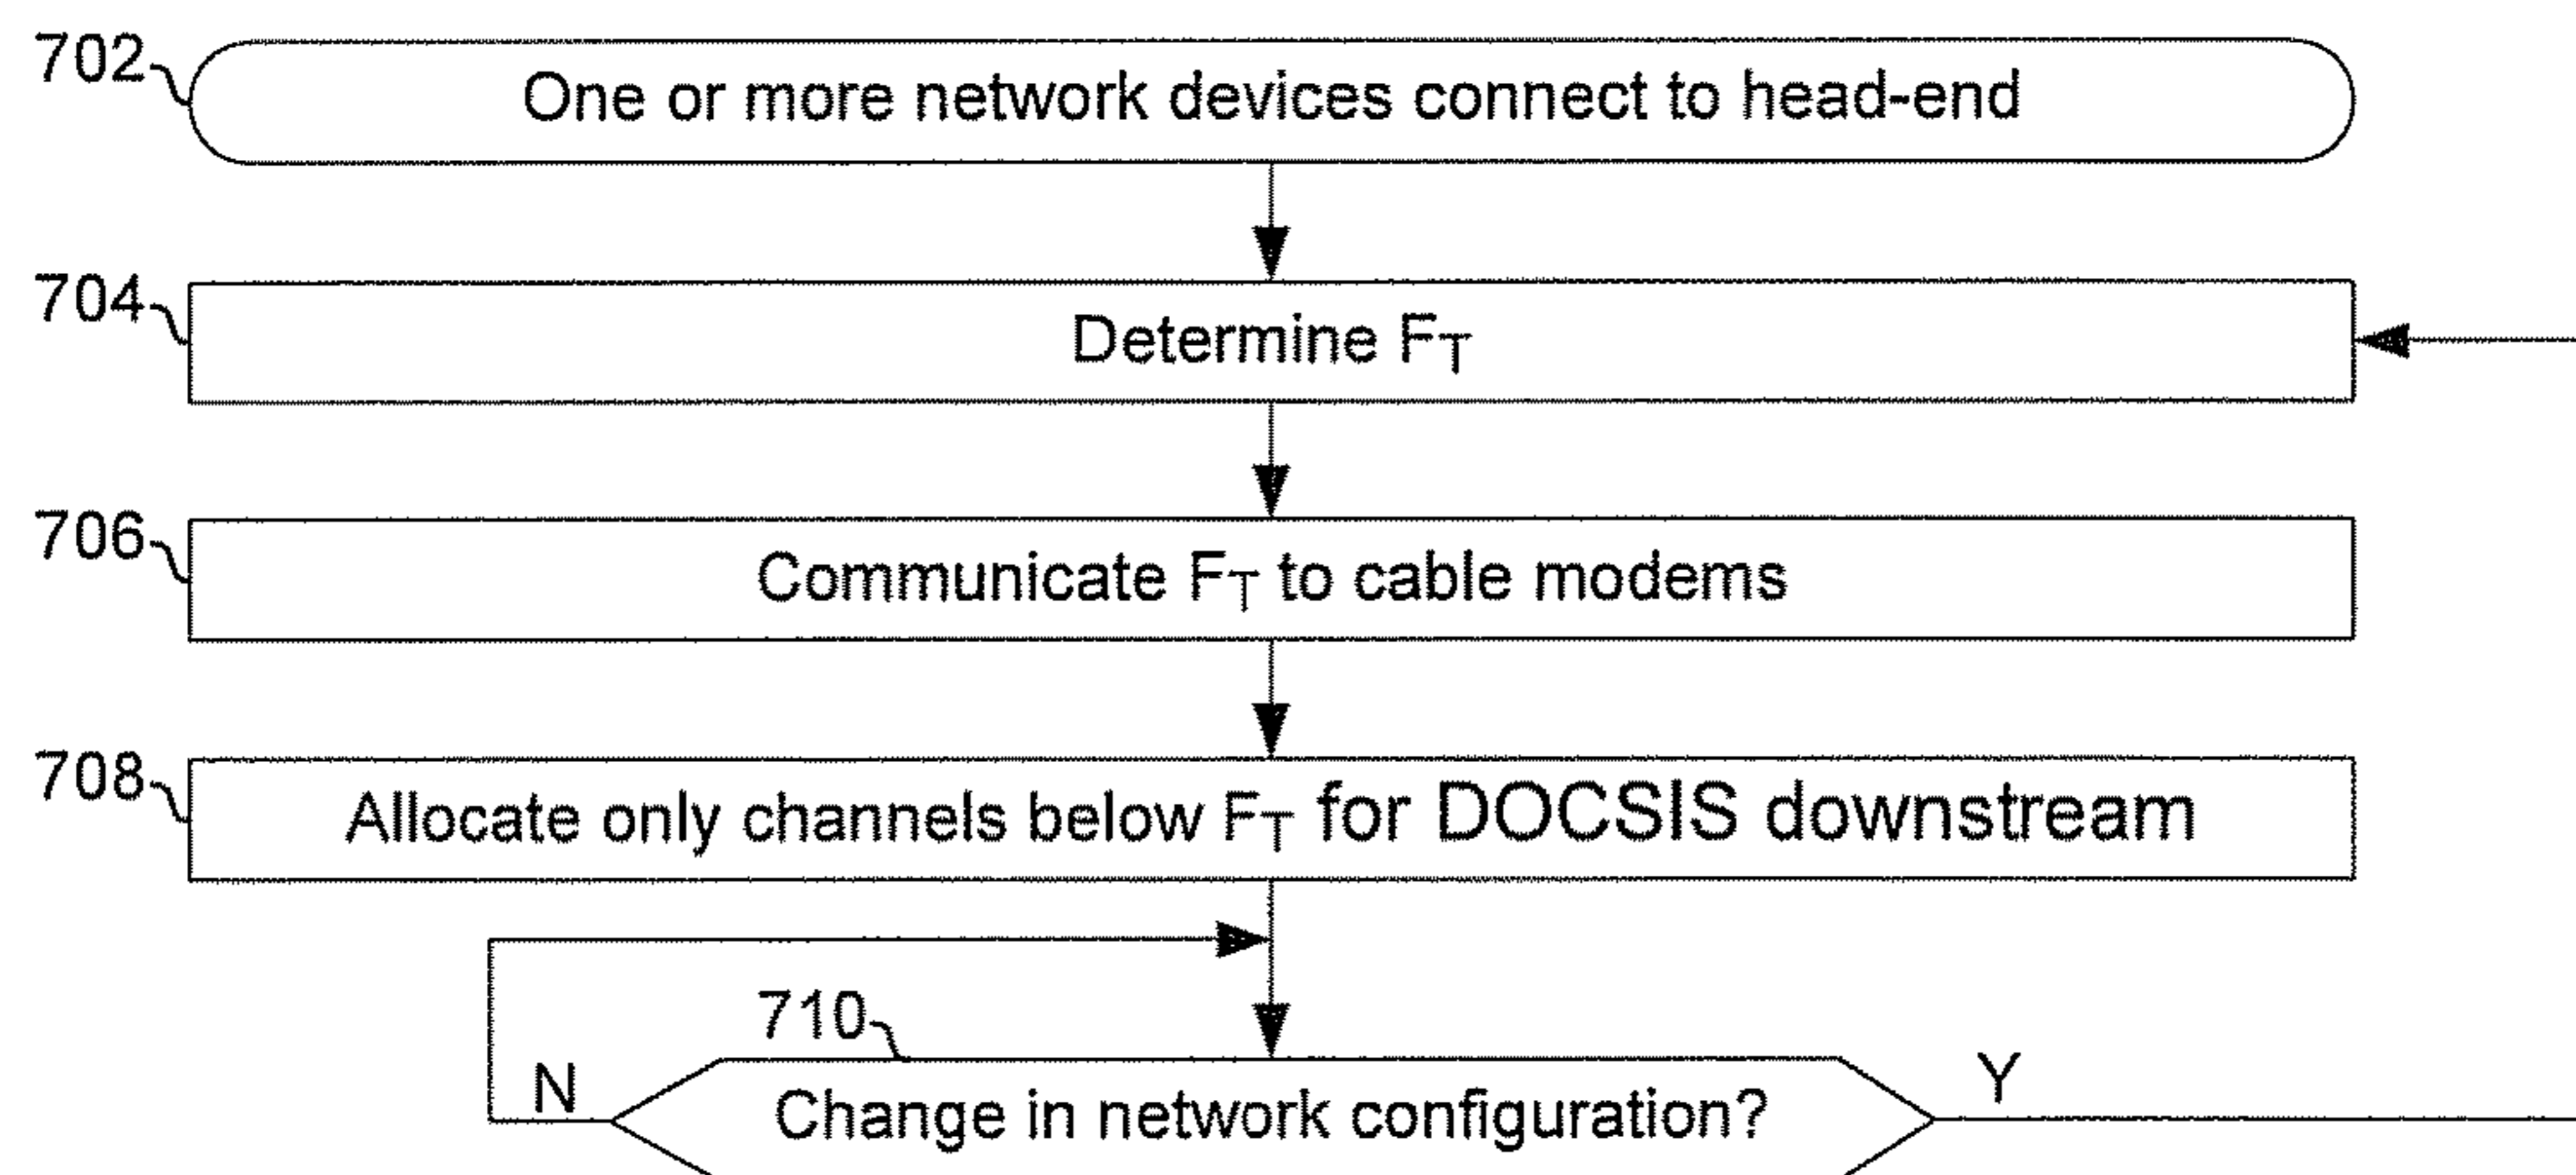 702
One or more network devices connect to head-end
704
Determine FT
706
Communicate FT to cable modems
708
Allocate only channels below FT for DOCSIS downstream
710
N
Change in network configuration?
Y